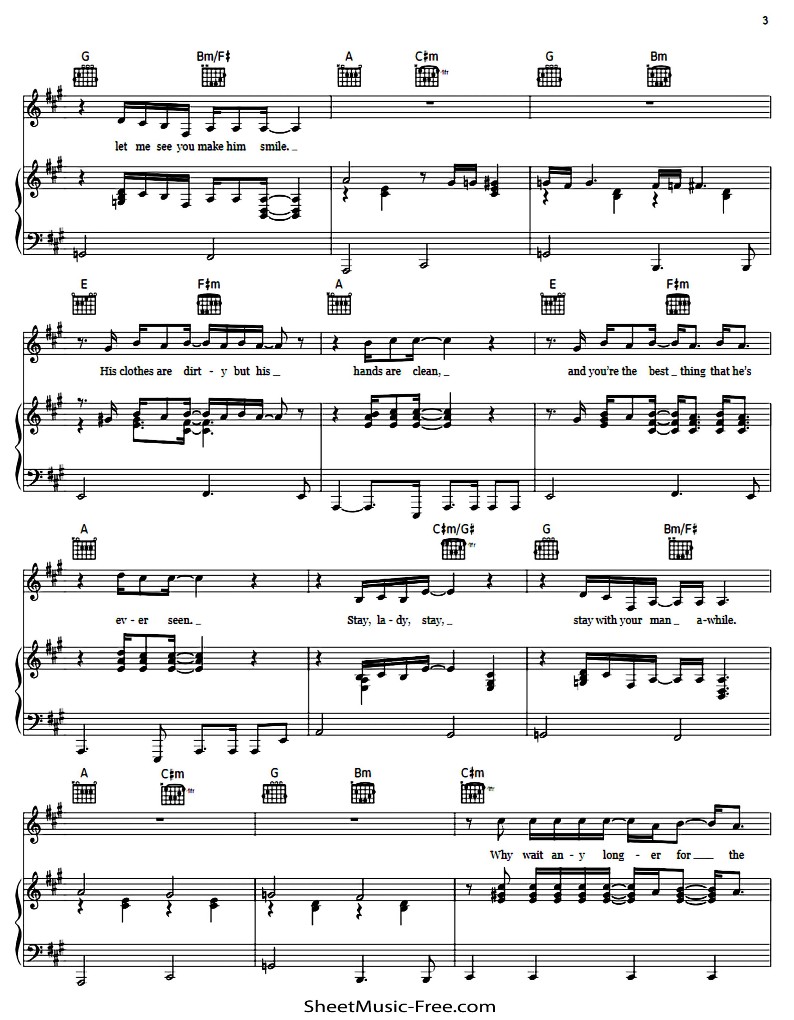 3
G Bm/F♯ A C♯m G Bm
let me see you make him smile. _
E F♯m A E F♯m
His clothes are dirt - y but his _ hands are clean, _ and you're the best _ thing that he's
A C♯m/G♯ G Bm/F♯
ev - er seen. _ Stay, la - dy, stay, _ stay with your man _ a-while.
A C♯m G Bm C♯m
Why wait an - y long - er for ___ the
SheetMusic-Free.com